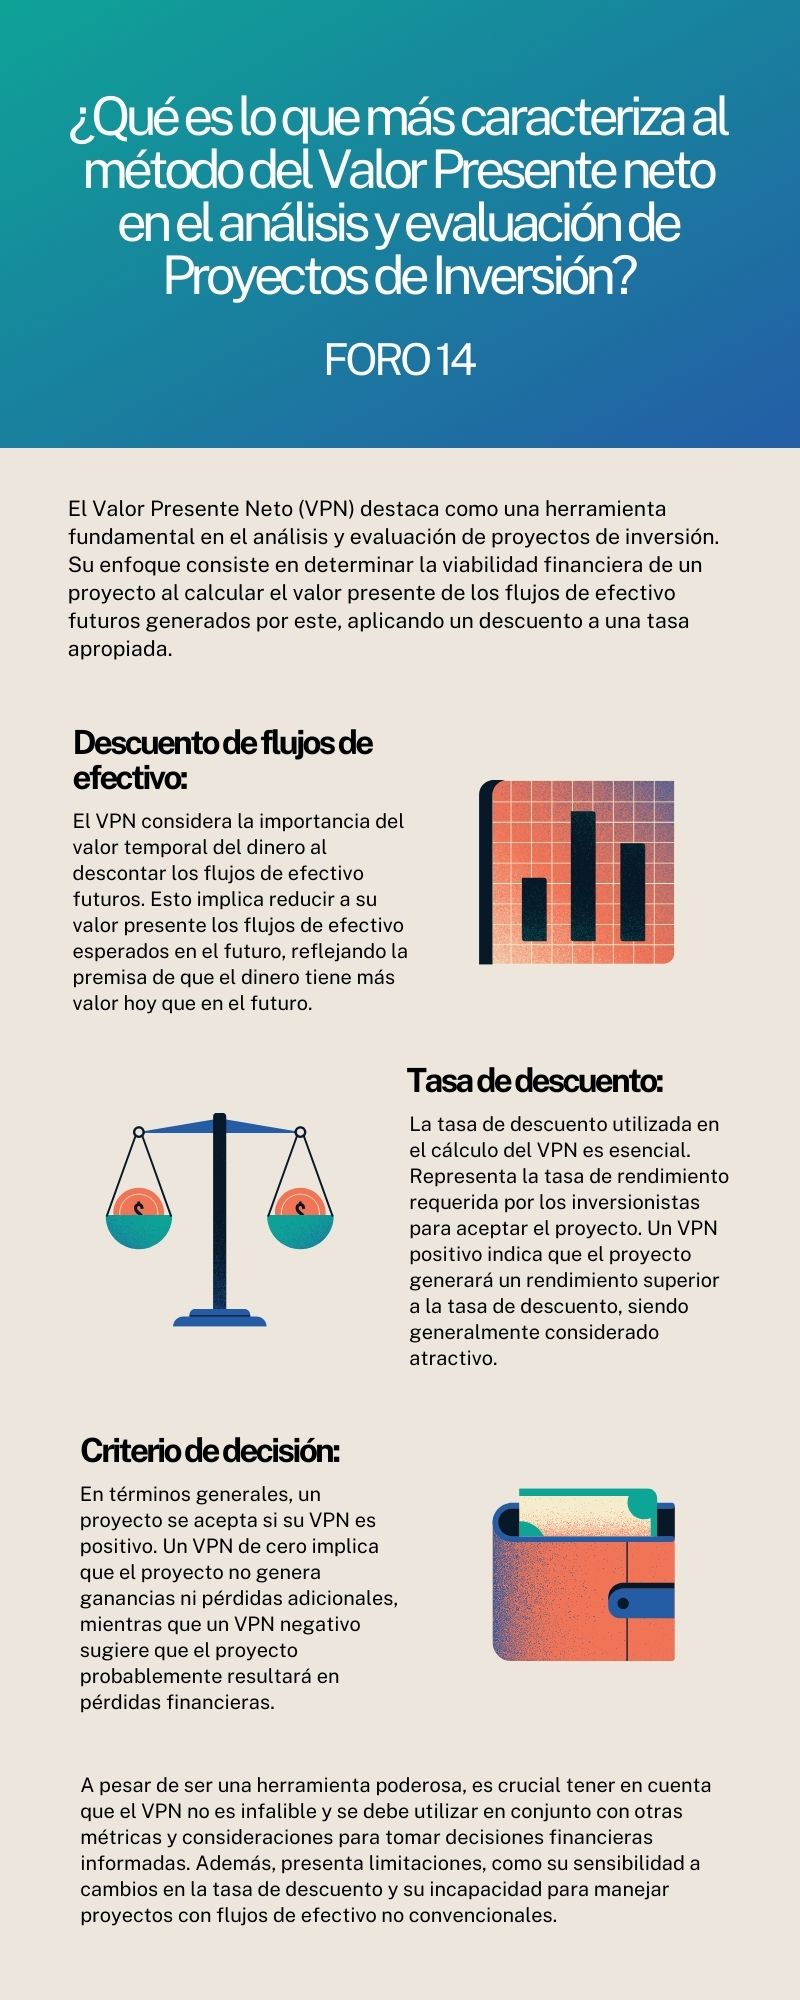 ¿Qué es lo que más caracteriza al
método del Valor Presente neto
en el análisis y evaluación de
Proyectos de Inversión?
FORO 14
El Valor Presente Neto (VPN) destaca como una herramienta
fundamental en el análisis y evaluación de proyectos de inversión.
Su enfoque consiste en determinar la viabilidad financiera de un
proyecto al calcular el valor presente de los flujos de efectivo
futuros generados por este, aplicando un descuento a una tasa
apropiada.
Descuento de flujos de
efectivo:
El VPN considera la importancia del
valor temporal del dinero al
descontar los flujos de efectivo
futuros. Esto implica reducir a su
valor presente los flujos de efectivo
esperados en el futuro, reflejando la
premisa de que el dinero tiene más
valor hoy que en el futuro.
Tasa de descuento:
La tasa de descuento utilizada en
el cálculo del VPN es esencial.
Representa la tasa de rendimiento
requerida por los inversionistas
para aceptar el proyecto. Un VPN
positivo indica que el proyecto
generará un rendimiento superior
a la tasa de descuento, siendo
generalmente considerado
atractivo.
Criterio de decisión:
En términos generales, un
proyecto se acepta si su VPN es
positivo. Un VPN de cero implica
que el proyecto no genera
ganancias ni pérdidas adicionales,
mientras que un VPN negativo
sugiere que el proyecto
probablemente resultará en
pérdidas financieras.
A pesar de ser una herramienta poderosa, es crucial tener en cuenta
que el VPN no es infalible y se debe utilizar en conjunto con otras
métricas y consideraciones para tomar decisiones financieras
informadas. Además, presenta limitaciones, como su sensibilidad a
cambios en la tasa de descuento y su incapacidad para manejar
proyectos con flujos de efectivo no convencionales.